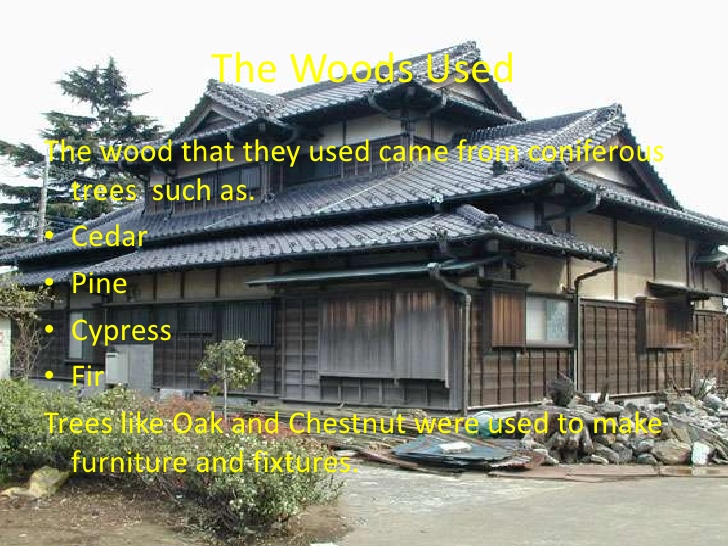 The Woods Used
The wood that they used came from coniferous
trees such as.
• Cedar
• Pine
• Cypress
• Fir
Trees like Oak and Chestnut were used to make
furniture and fixtures.